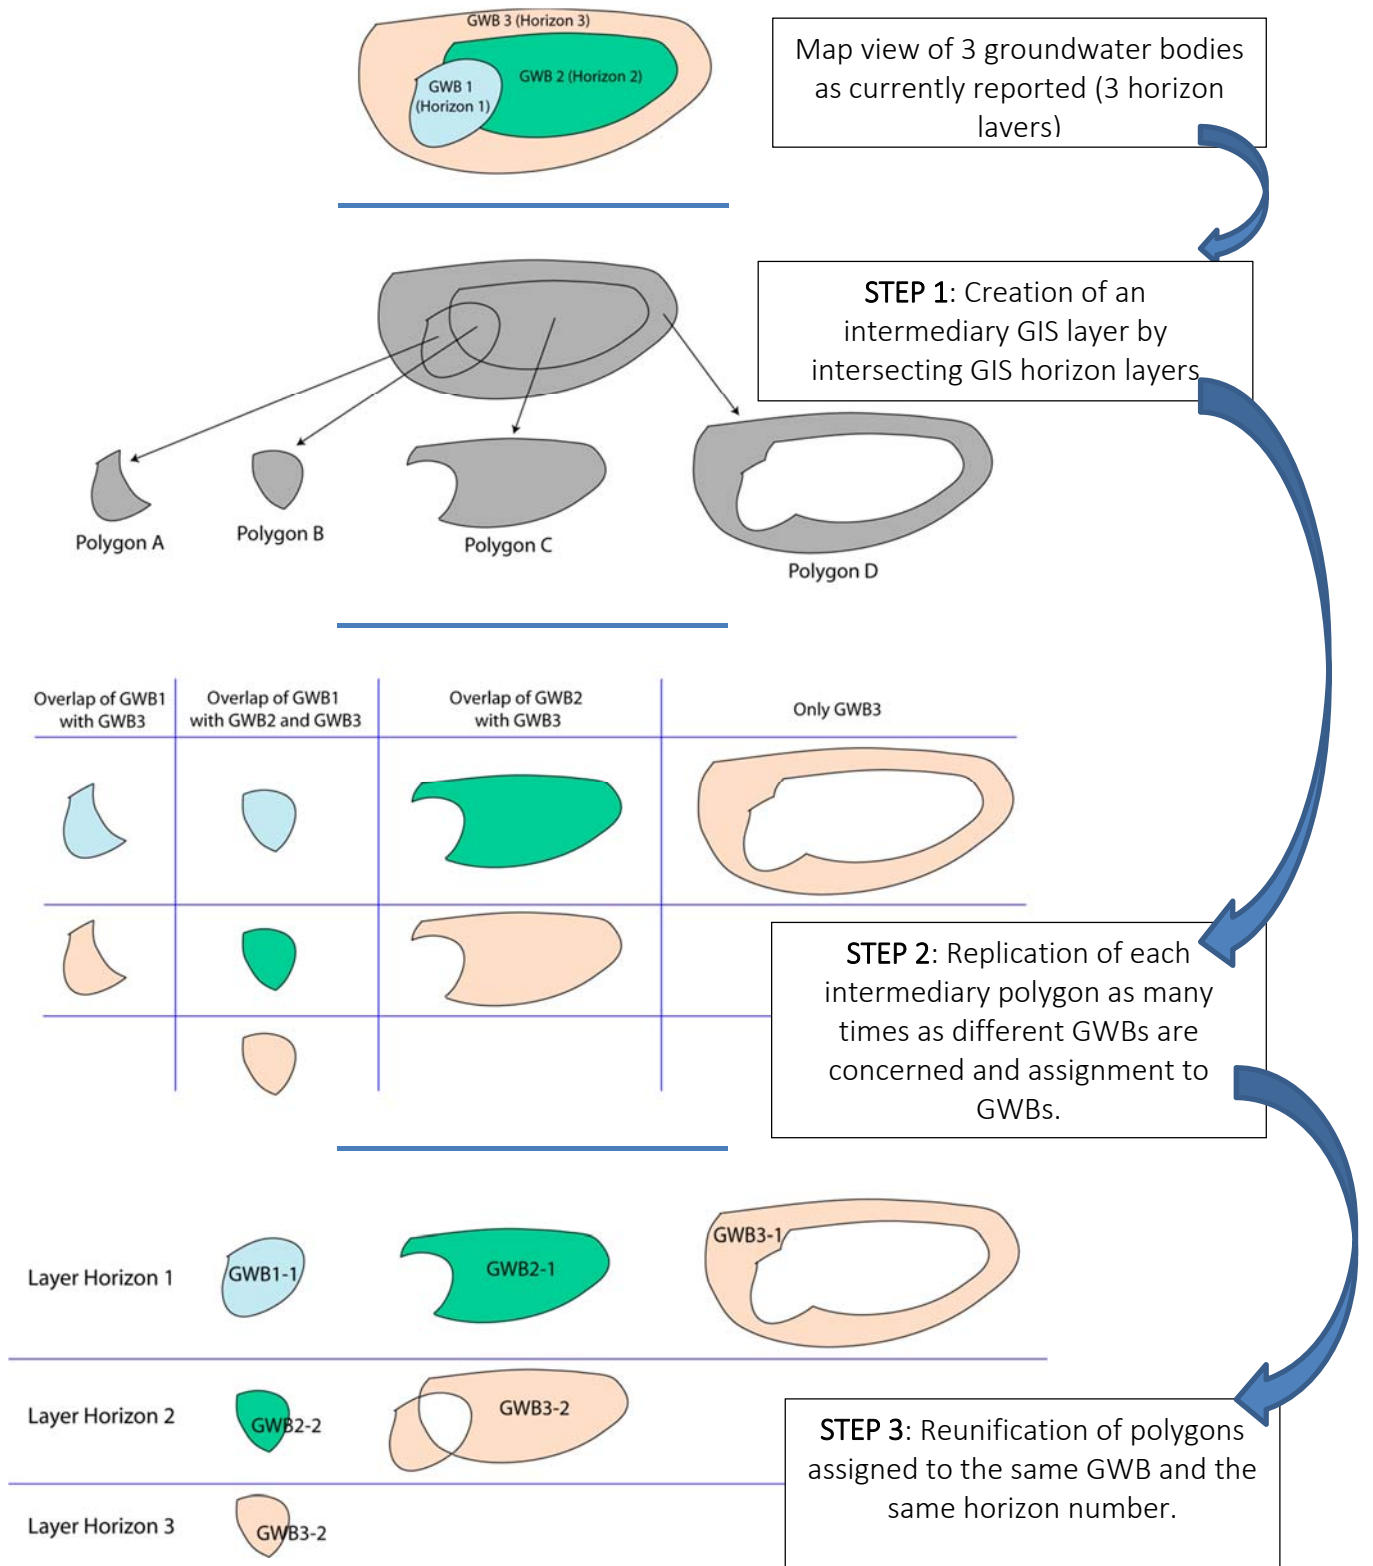 GWB 3 (Horizon 3)
GWB 2 (Horizon 2)
GWB 1
(Horizon 1)
Map view of 3 groundwater bodies
as currently reported (3 horizon
layers)
STEP 1: Creation of an
intermediary GIS layer by
intersecting GIS horizon layers
Polygon A
Polygon B
Polygon C
Polygon D
Overlap of GWB1
with GWB3
Overlap of GWB1
with GWB2 and GWB3
Overlap of GWB2
with GWB3
Only GWB3
STEP 2: Replication of each
intermediary polygon as many
times as different GWBs are
concerned and assignment to
GWBs.
Layer Horizon 1
GWB1-1
GWB2-1
GWB3-1
Layer Horizon 2
GWB2-2
GWB3-2
STEP 3: Reunification of polygons
assigned to the same GWB and the
same horizon number.
Layer Horizon 3
GWB3-2